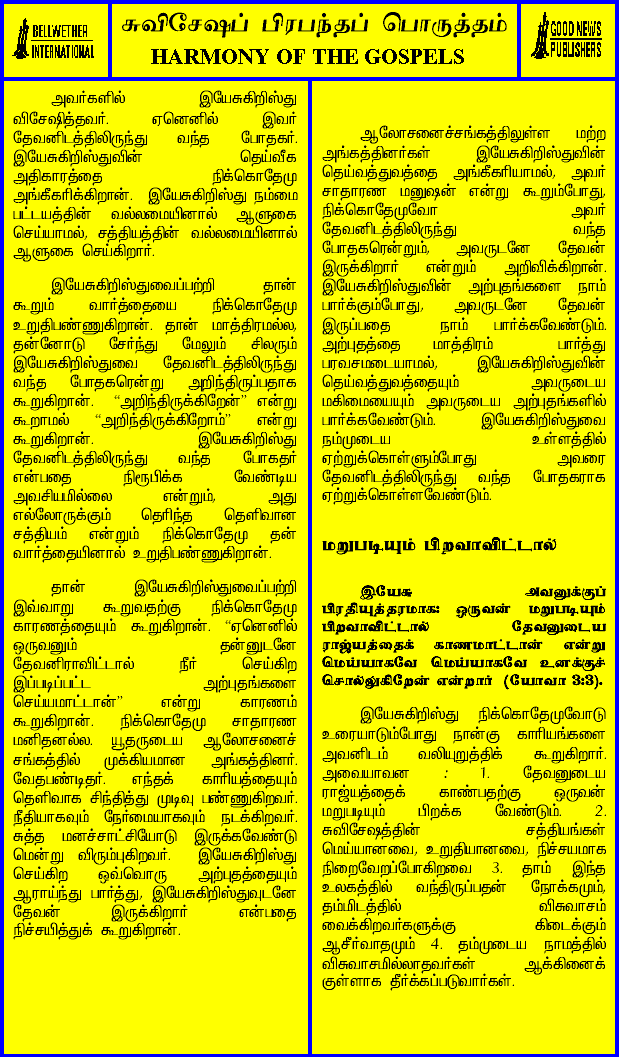 BELLWETHER
INTERNATIONAL
சுவிசேஷப் பிரபந்தப் பொருத்தம்
HARMONY OF THE GOSPELS
GOOD NEWS
PUBLISHERS
அவர்களில் இயேசுகிறிஸ்து
விசேஷித்தவர். ஏனெனில் இவர்
தேவனிடத்திலிருந்து வந்த போதகர்.
இயேசுகிறிஸ்துவின் தெய்வீக
அதிகாரத்தை நிக்கொதேமு
அங்கீகரிக்கிறான். இயேசுகிறிஸ்து நம்மை
பட்டயத்தின் வல்லமையினால் ஆளுகை
செய்யாமல், சத்தியத்தின் வல்லமையினால்
ஆளுகை செய்கிறார்.
இயேசுகிறிஸ்துவைப்பற்றி தான்
கூறும் வார்த்தையை நிக்கொதேமு
உறுதிபண்ணுகிறான். தான் மாத்திரமல்ல,
தன்னோடு சேர்ந்து மேலும் சிலரும்
இயேசுகிறிஸ்துவை தேவனிடத்திலிருந்து
வந்த போதகரென்று அறிந்திருப்பதாக
கூறுகிறான். “அறிந்திருக்கிறேன்” என்று
கூறாமல் “அறிந்திருக்கிறோம்” என்று
கூறுகிறான். இயேசுகிறிஸ்து
தேவனிடத்திலிருந்து வந்த போகதர்
என்பதை நிரூபிக்க வேண்டிய
அவசியமில்லை என்றும், அது
எல்லோருக்கும் தெரிந்த தெளிவான
சத்தியம் என்றும் நிக்கொதேமு தன்
வார்த்தையினால் உறுதிபண்ணுகிறான்.
தான் இயேசுகிறிஸ்துவைப்பற்றி
இவ்வாறு கூறுவதற்கு நிக்கொதேமு
காரணத்தையும் கூறுகிறான். “ஏனெனில்
ஒருவனும் தன்னுடனே
தேவனிராவிட்டால் நீர் செய்கிற
இப்படிப்பட்ட அற்புதங்களை
செய்யமாட்டான்” என்று காரணம்
கூறுகிறான். நிக்கொதேமு சாதாரண
மனிதனல்ல. யூதருடைய ஆலோசனைச்
சங்கத்தில் முக்கியமான அங்கத்தினர்.
வேதபண்டிதர். எந்தக் காரியத்தையும்
தெளிவாக சிந்தித்து முடிவு பண்ணுகிறவர்.
நீதியாகவும் நேர்மையாகவும் நடக்கிறவர்.
சுத்த மனச்சாட்சியோடு இருக்கவேண்டு
மென்று விரும்புகிறவர். இயேசுகிறிஸ்து
செய்கிற ஒவ்வொரு அற்புதத்தையும்
ஆராய்ந்து பார்த்து, இயேசுகிறிஸ்துவுடனே
தேவன் இருக்கிறார் என்பதை
நிச்சயித்துக் கூறுகிறான்.
ஆலோசனைச்சங்கத்திலுள்ள மற்ற
அங்கத்தினர்கள் இயேசுகிறிஸ்துவின்
தெய்வத்துவத்தை அங்கீகரியாமல், அவர்
சாதாரண மனுஷன் என்று கூறும்போது,
நிக்கொதேமுவோ அவர்
தேவனிடத்திலிருந்து வந்த
போதகரென்றும், அவருடனே தேவன்
இருக்கிறார் என்றும் அறிவிக்கிறான்.
இயேசுகிறிஸ்துவின் அற்புதங்களை நாம்
பார்க்கும்போது, அவருடனே தேவன்
இருப்பதை நாம் பார்க்கவேண்டும்.
அற்புதத்தை மாத்திரம் பார்த்து
பரவசமடையாமல், இயேசுகிறிஸ்துவின்
தெய்வத்துவத்தையும் அவருடைய
மகிமையையும் அவருடைய அற்புதங்களில்
பார்க்கவேண்டும். இயேசுகிறிஸ்துவை
நம்முடைய உள்ளத்தில்
ஏற்றுக்கொள்ளும்போது அவரை
தேவனிடத்திலிருந்து வந்த போதகராக
ஏற்றுக்கொள்ளவேண்டும்.
மறுபடியும் பிறவாவிட்டால்
இயேசு அவனுக்குப்
பிரதியுத்தரமாக: ஒருவன் மறுபடியும்
பிறவாவிட்டால் தேவனுடைய
ராஜ்யத்தைக் காணமாட்டான் என்று
மெய்யாகவே மெய்யாகவே உனக்குச்
சொல்லுகிறேன் என்றார் (யோவா 3:3).
இயேசுகிறிஸ்து நிக்கொதேமுவோடு
உரையாடும்போது நான்கு காரியங்களை
அவனிடம் வலியுறுத்திக் கூறுகிறார்.
அவையாவன : 1. தேவனுடைய
ராஜ்யத்தைக் காண்பதற்கு ஒருவன்
மறுபடியும் பிறக்க வேண்டும். 2.
சுவிசேஷத்தின் சத்தியங்கள்
மெய்யானவை, உறுதியானவை, நிச்சயமாக
நிறைவேறப்போகிறவை 3. தாம் இந்த
உலகத்தில் வந்திருப்பதன் நோக்கமும்,
தம்மிடத்தில் விசுவாசம்
வைக்கிறவர்களுக்கு கிடைக்கும்
ஆசீர்வாதமும் 4. தம்முடைய நாமத்தில்
விசுவாசமில்லாதவர்கள் ஆக்கினைக்
குள்ளாக தீர்க்கப்படுவார்கள்.